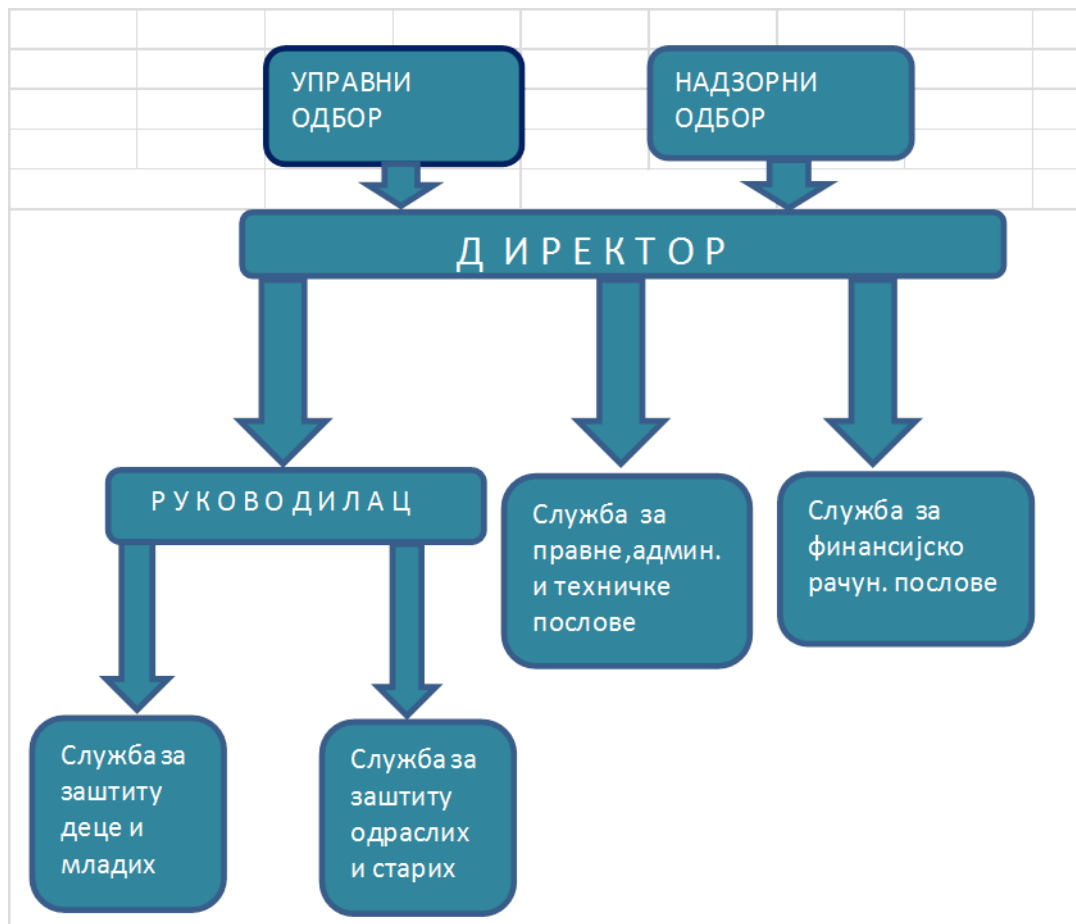 УПРАВНИ
ОДБОР
НАДЗОРНИ
ОДБОР
Д И Р Е К Т О Р
Р У К О В О Д И Л А Ц
Служба за
правне,админ.
и техничке
послове
Служба за
финансијско
рачун. послове
Служба за
заштиту
деце и
младих
Служба за
заштиту
одраслих
и старих